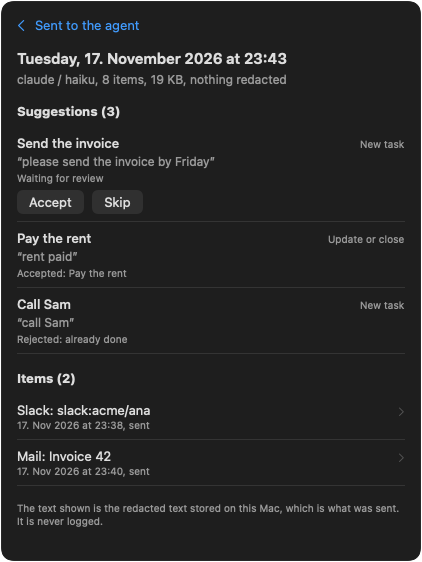 Sent to the agent
Tuesday, 17. November 2026 at 23:43
claude / haiku, 8 items, 19 KB, nothing redacted
Suggestions (3)
Send the invoice
New task
“please send the invoice by Friday”
Waiting for review
Accept
Skip
Pay the rent
Update or close
“rent paid”
Accepted: Pay the rent
Call Sam
New task
“call Sam”
Rejected: already done
Items (2)
Slack: slack:acme/ana
17. Nov 2026 at 23:38, sent
Mail: Invoice 42
17. Nov 2026 at 23:40, sent
The text shown is the redacted text stored on this Mac, which is what was sent.
It is never logged.